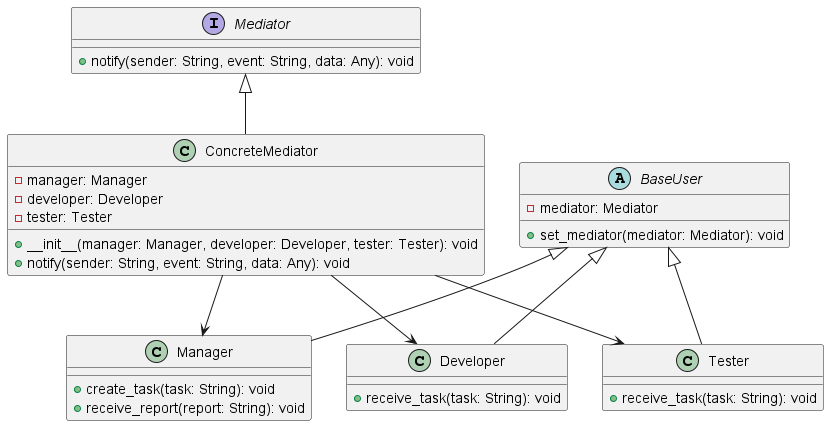 I Mediator
notify(sender: String, event: String, data: Any): void
C ConcreteMediator
manager: Manager
developer: Developer
tester: Tester
__init__(manager: Manager, developer: Developer, tester: Tester): void
notify(sender: String, event: String, data: Any): void
A BaseUser
mediator: Mediator
set_mediator(mediator: Mediator): void
C Manager
create_task(task: String): void
receive_report(report: String): void
C Developer
receive_task(task: String): void
C Tester
receive_task(task: String): void